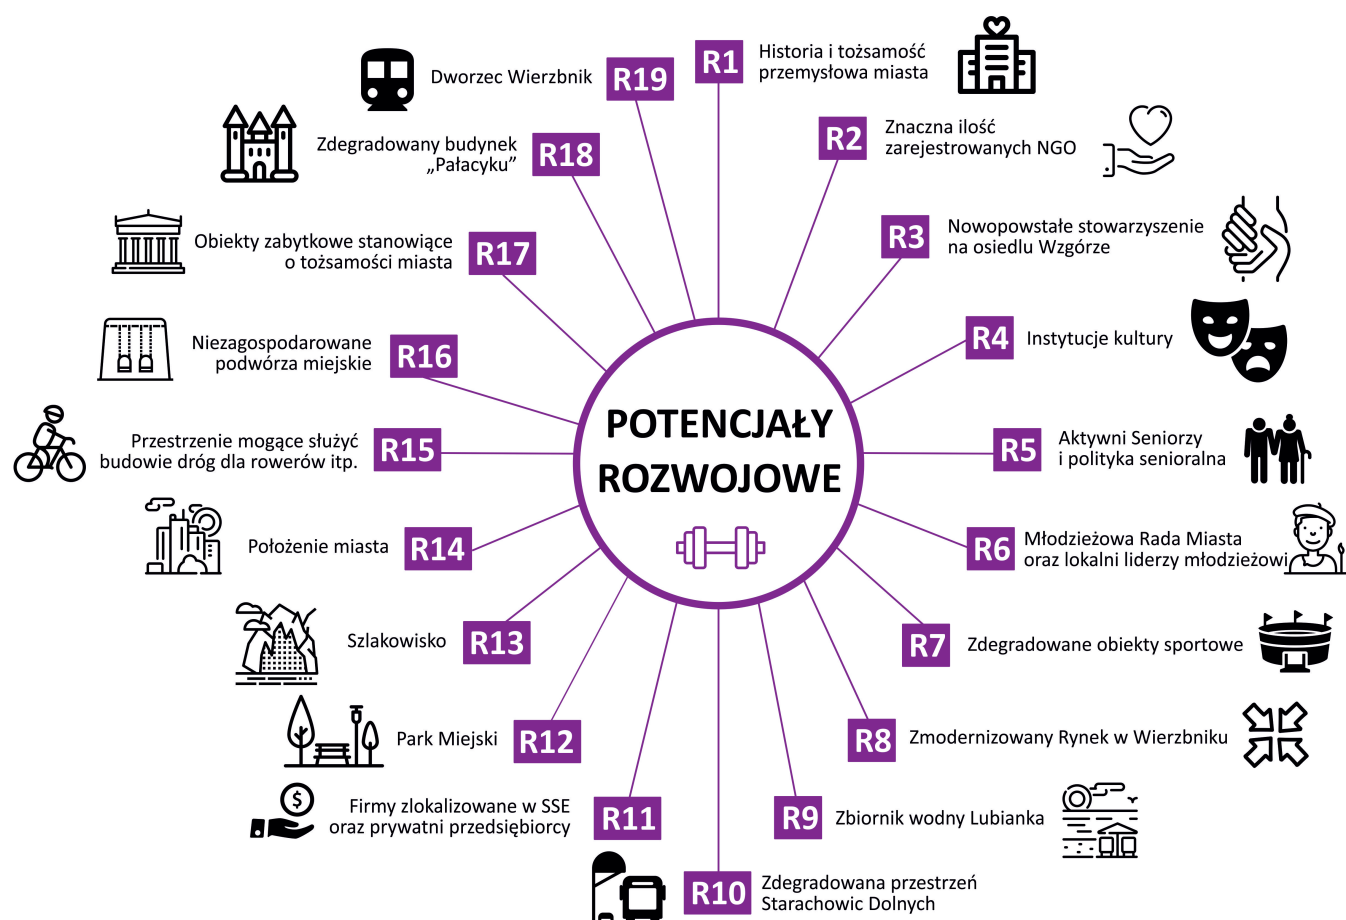 POTENCJAŁY
ROZWOJOWE
R1
Historia i tożsamość
przemysłowa miasta
R2
Znaczna ilość
zarejestrowanych NGO
R3
Nowopowstałe stowarzyszenie
na osiedlu Wzgórze
R4
Instytucje kultury
R5
Aktywni Seniorzy
i polityka senioralna
R6
Młodzieżowa Rada Miasta
oraz lokalni liderzy młodzieżowi
R7
Zdegradowane obiekty sportowe
R8
Zmodernizowany Rynek w Wierzbniku
R9
Zbiornik wodny Lubianka
R10
Zdegradowana przestrzeń
Starachowic Dolnych
R11
Firmy zlokalizowane w SSE
oraz prywatni przedsiębiorcy
$
R12
Park Miejski
R13
Szlakowisko
R14
Położenie miasta
R15
Przestrzenie mogące służyć
budowie dróg dla rowerów itp.
R16
Niezagospodarowane
podwórza miejskie
R17
Obiekty zabytkowe stanowiące
o tożsamości miasta
R18
Zdegradowany budynek
„Pałacyku”
R19
Dworzec Wierzbnik